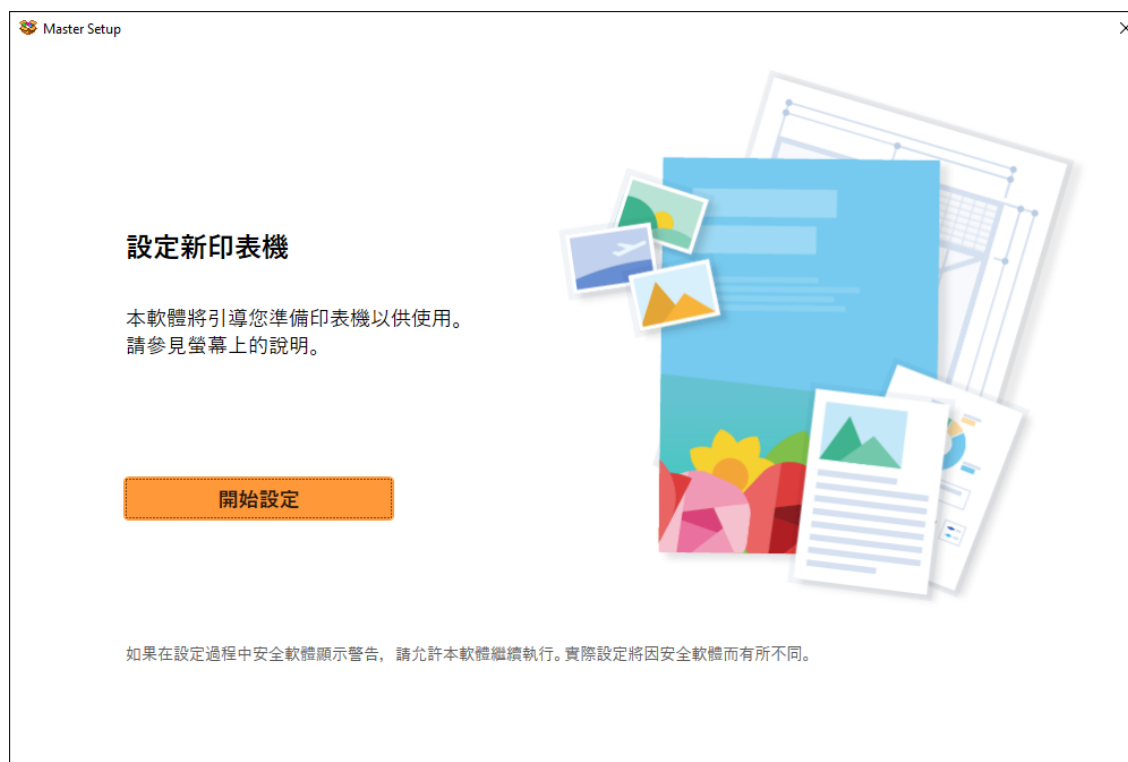 Master Setup
設定新印表機
本軟體將引導您準備印表機以供使用。
請參見螢幕上的說明。
開始設定
如果在設定過程中安全軟體顯示警告，請允許本軟體繼續執行。實際設定將因安全軟體而有所不同。